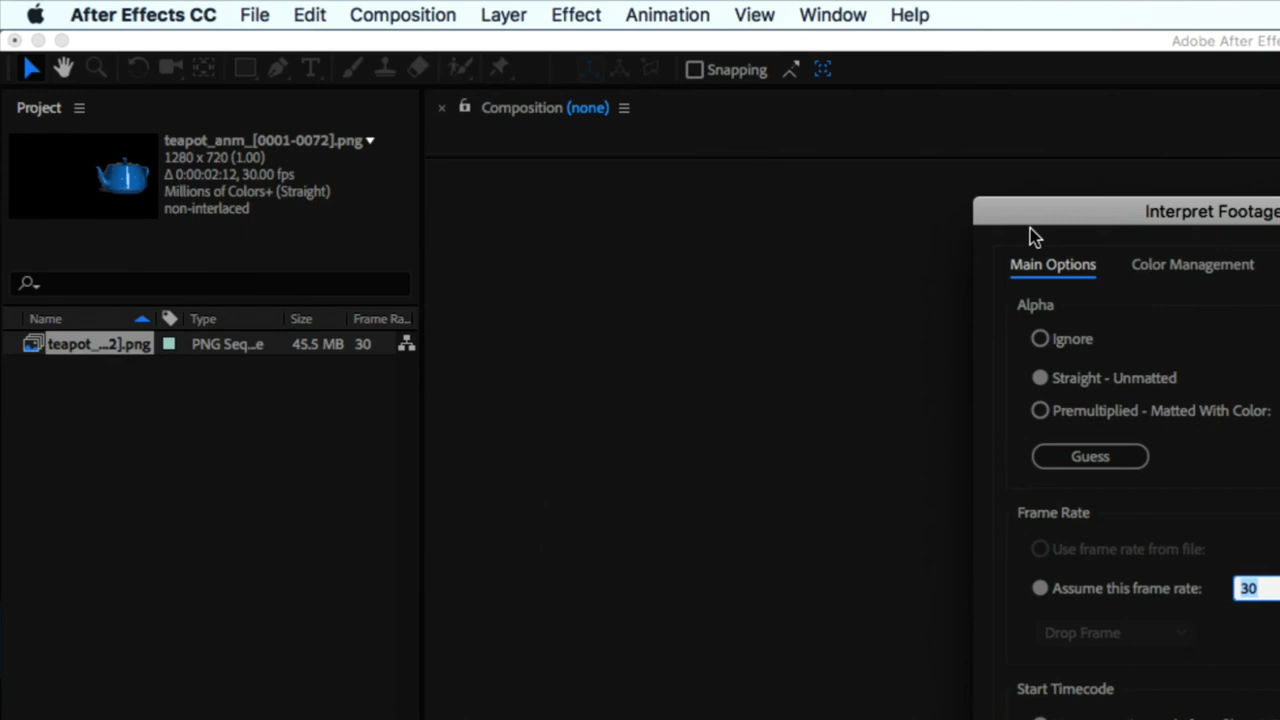 After Effects CC File Edit Composition Layer Effect Animation View Window Help
Adobe After Effe
Snapping
Project
Composition (none)
teapot_anm_[0001-0072].png
1280 x 720 (1.00)
Δ 0:00:02:12, 30.00 fps
Millions of Colors+ (Straight)
non-interlaced
Interpret Footage
Main Options Color Management
Alpha
Ignore
Straight - Unmatted
Premultiplied - Matted With Color:
Guess
Frame Rate
Use frame rate from file:
Assume this frame rate: 30
Drop Frame
Start Timecode
Name Type Size Frame Ra...
teapot_...2].png PNG Seq...e 45.5 MB 30